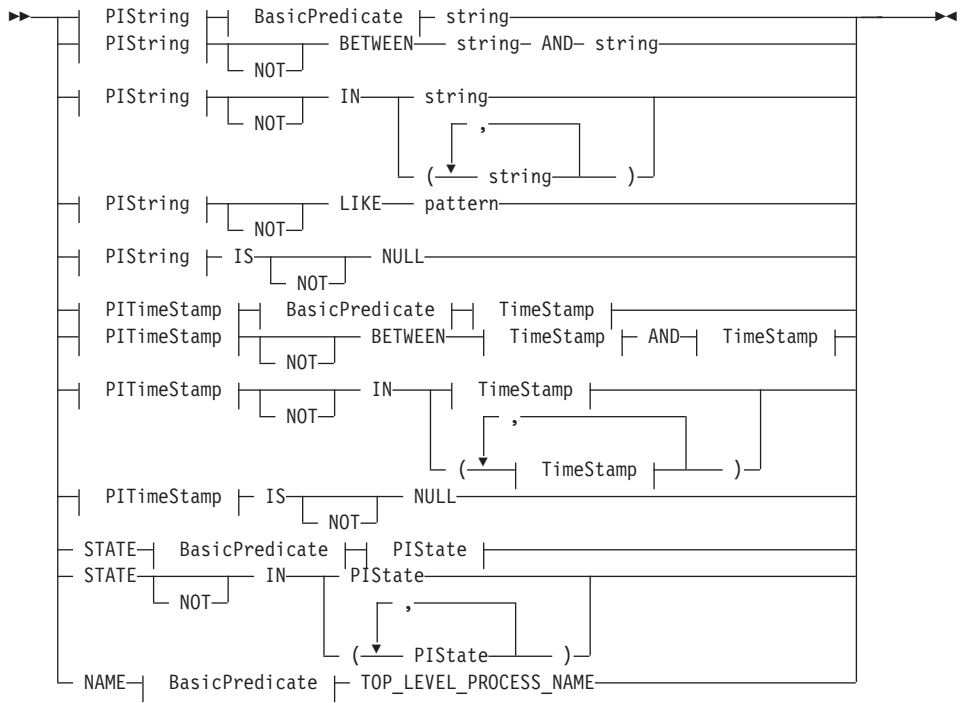 PIString BasicPredicate string
PIString BETWEEN string AND string
NOT
PIString IN string
NOT ,
( string )
PIString LIKE pattern
NOT
PIString IS NULL
NOT
PITimeStamp BasicPredicate TimeStamp
PITimeStamp BETWEEN TimeStamp AND TimeStamp
NOT
PITimeStamp IN TimeStamp
NOT ,
( TimeStamp )
PITimeStamp IS NULL
NOT
STATE BasicPredicate PIState
STATE IN PIState
NOT ,
( PIState )
NAME BasicPredicate TOP_LEVEL_PROCESS_NAME